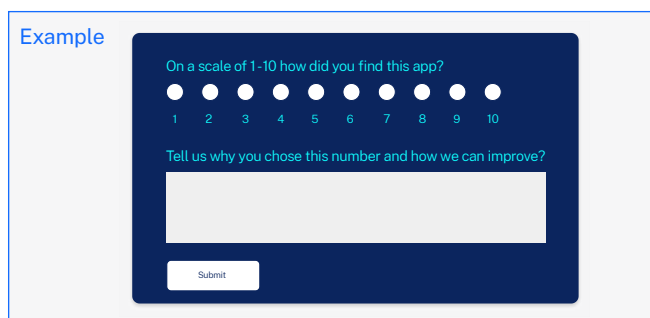 Example
On a scale of 1-10 how did you find this app?
1 2 3 4 5 6 7 8 9 10
Tell us why you chose this number and how we can improve?
Submit